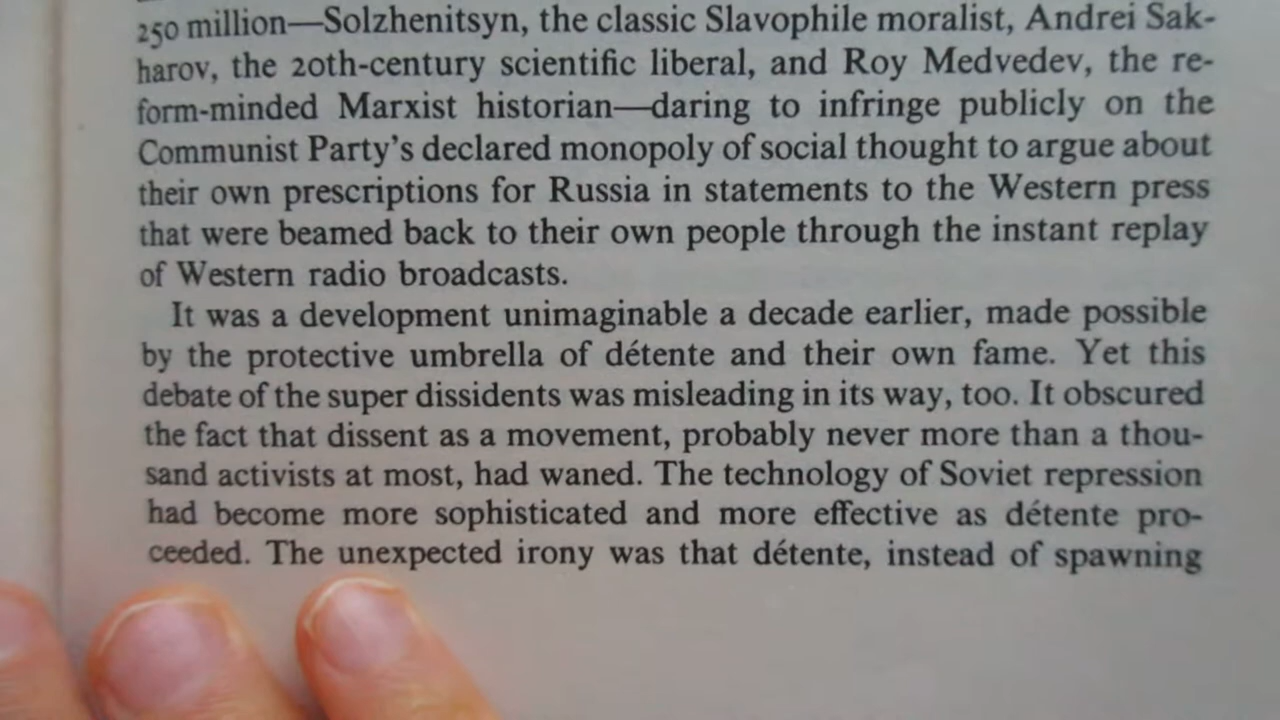 250 million—Solzhenitsyn, the classic Slavophile moralist, Andrei Sak-
harov, the 20th-century scientific liberal, and Roy Medvedev, the re-
form-minded Marxist historian—daring to infringe publicly on the
Communist Party's declared monopoly of social thought to argue about
their own prescriptions for Russia in statements to the Western press
that were beamed back to their own people through the instant replay
of Western radio broadcasts.
It was a development unimaginable a decade earlier, made possible
by the protective umbrella of détente and their own fame. Yet this
debate of the super dissidents was misleading in its way, too. It obscured
the fact that dissent as a movement, probably never more than a thou-
sand activists at most, had waned. The technology of Soviet repression
had become more sophisticated and more effective as détente pro-
ceeded. The unexpected irony was that détente, instead of spawning